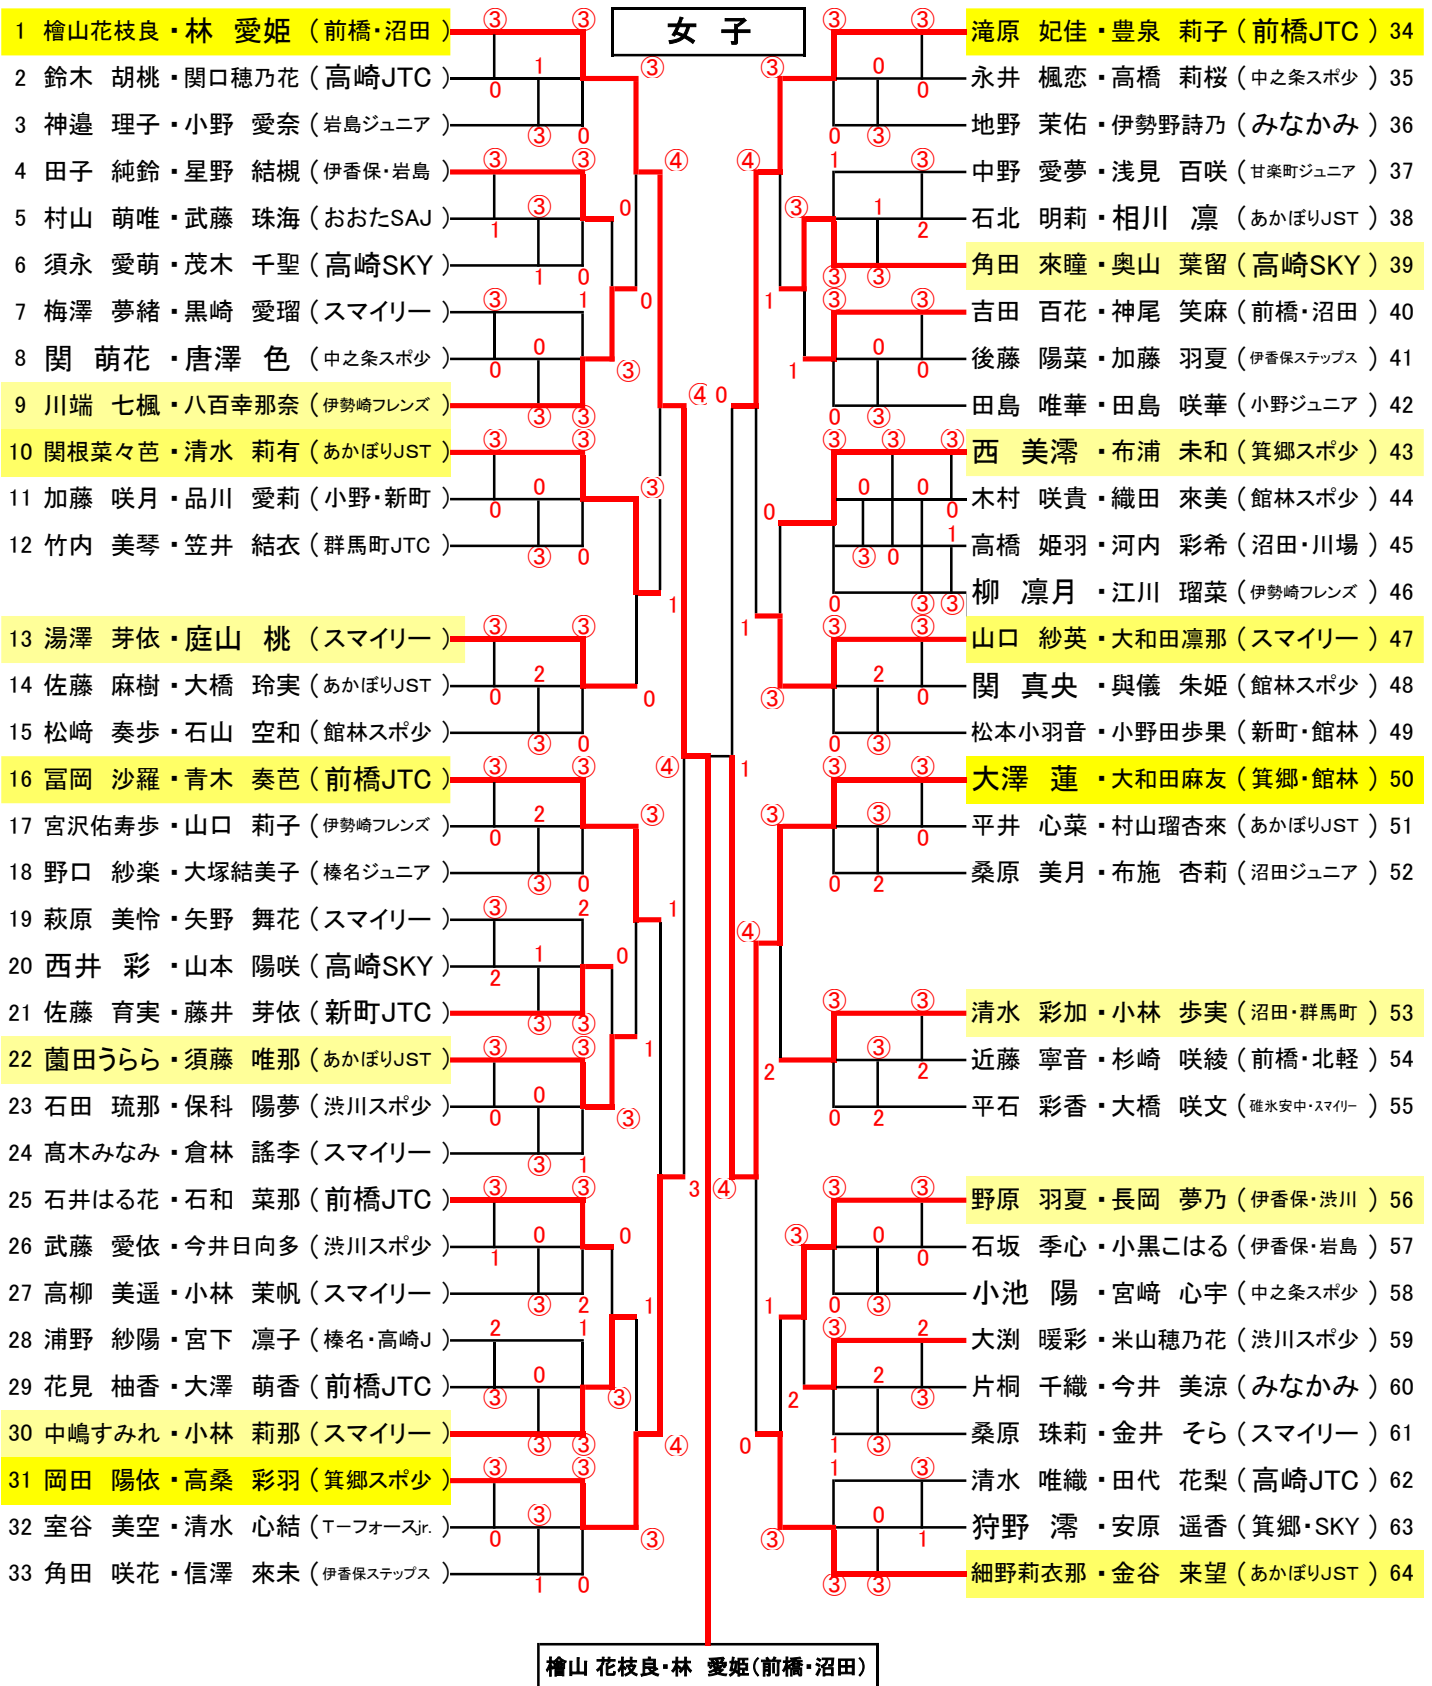 女 子
1 檜山花枝良・林 愛姫 (前橋・沼田)
2 鈴木 胡桃・関口穂乃花 (高崎JTC)
3 神邉 理子・小野 愛奈 (岩島ジュニア)
4 田子 純鈴・星野 結槻 (伊香保・岩島)
5 村山 萌唯・武藤 珠海 (おおたSAJ)
6 須永 愛萌・茂木 千聖 (高崎SKY)
7 梅澤 夢緒・黒崎 愛瑠 (スマイリー)
8 関 萌花・唐澤 色 (中之条スポ少)
9 川端 七楓・八百幸那奈 (伊勢崎フレンズ)
10 関根菜々芭・清水 莉有 (あかぼりJST)
11 加藤 咲月・品川 愛莉 (小野・新町)
12 竹内 美琴・笠井 結衣 (群馬町JTC)
13 湯澤 芽依・庭山 桃 (スマイリー)
14 佐藤 麻樹・大橋 玲実 (あかぼりJST)
15 松﨑 奏歩・石山 空和 (館林スポ少)
16 冨岡 沙羅・青木 奏芭 (前橋JTC)
17 宮沢佑寿歩・山口 莉子 (伊勢崎フレンズ)
18 野口 紗楽・大塚結美子 (榛名ジュニア)
19 萩原 美怜・矢野 舞花 (スマイリー)
20 西井 彩・山本 陽咲 (高崎SKY)
21 佐藤 育実・藤井 芽依 (新町JTC)
22 薗田うらら・須藤 唯那 (あかぼりJST)
23 石田 琉那・保科 陽夢 (渋川スポ少)
24 髙木みなみ・倉林 謠李 (スマイリー)
25 石井はる花・石和 菜那 (前橋JTC)
26 武藤 愛依・今井日向多 (渋川スポ少)
27 高柳 美遥・小林 茉帆 (スマイリー)
28 浦野 紗陽・宮下 凛子 (榛名・高崎J)
29 花見 柚香・大澤 萌香 (前橋JTC)
30 中嶋すみれ・小林 莉那 (スマイリー)
31 岡田 陽依・高桑 彩羽 (箕郷スポ少)
32 室谷 美空・清水 心結 (T-フォースjr.)
33 角田 咲花・信澤 來未 (伊香保ステップス)
滝原 妃佳・豊泉 莉子 (前橋JTC) 34
永井 楓恋・高橋 莉桜 (中之条スポ少) 35
地野 茉佑・伊勢野詩乃 (みなかみ) 36
中野 愛夢・浅見 百咲 (甘楽町ジュニア) 37
石北 明莉・相川 凛 (あかぼりJST) 38
角田 來瞳・奥山 葉留 (高崎SKY) 39
吉田 百花・神尾 笑麻 (前橋・沼田) 40
後藤 陽菜・加藤 羽夏 (伊香保ステップス) 41
田島 唯華・田島 咲華 (小野ジュニア) 42
西 美澪・布浦 未和 (箕郷スポ少) 43
木村 咲貴・織田 來美 (館林スポ少) 44
高橋 姫羽・河内 彩希 (沼田・川場) 45
柳 凛月・江川 瑠菜 (伊勢崎フレンズ) 46
山口 紗英・大和田凛那 (スマイリー) 47
関 真央・與儀 朱姫 (館林スポ少) 48
松本小羽音・小野田歩果 (新町・館林) 49
大澤 蓮・大和田麻友 (箕郷・館林) 50
平井 心菜・村山瑠杏來 (あかぼりJST) 51
桑原 美月・布施 杏莉 (沼田ジュニア) 52
清水 彩加・小林 歩実 (沼田・群馬町) 53
近藤 寧音・杉崎 咲綾 (前橋・北軽) 54
平石 彩香・大橋 咲文 (碓氷安中・スマイリー) 55
野原 羽夏・長岡 夢乃 (伊香保・渋川) 56
石坂 季心・小黒こはる (伊香保・岩島) 57
小池 陽・宮﨑 心宇 (中之条スポ少) 58
大渕 暖彩・米山穂乃花 (渋川スポ少) 59
片桐 千織・今井 美涼 (みなかみ) 60
桑原 珠莉・金井 そら (スマイリー) 61
清水 唯織・田代 花梨 (高崎JTC) 62
狩野 澪・安原 遥香 (箕郷・SKY) 63
細野莉衣那・金谷 来望 (あかぼりJST) 64
檜山 花枝良・林 愛姫(前橋・沼田)